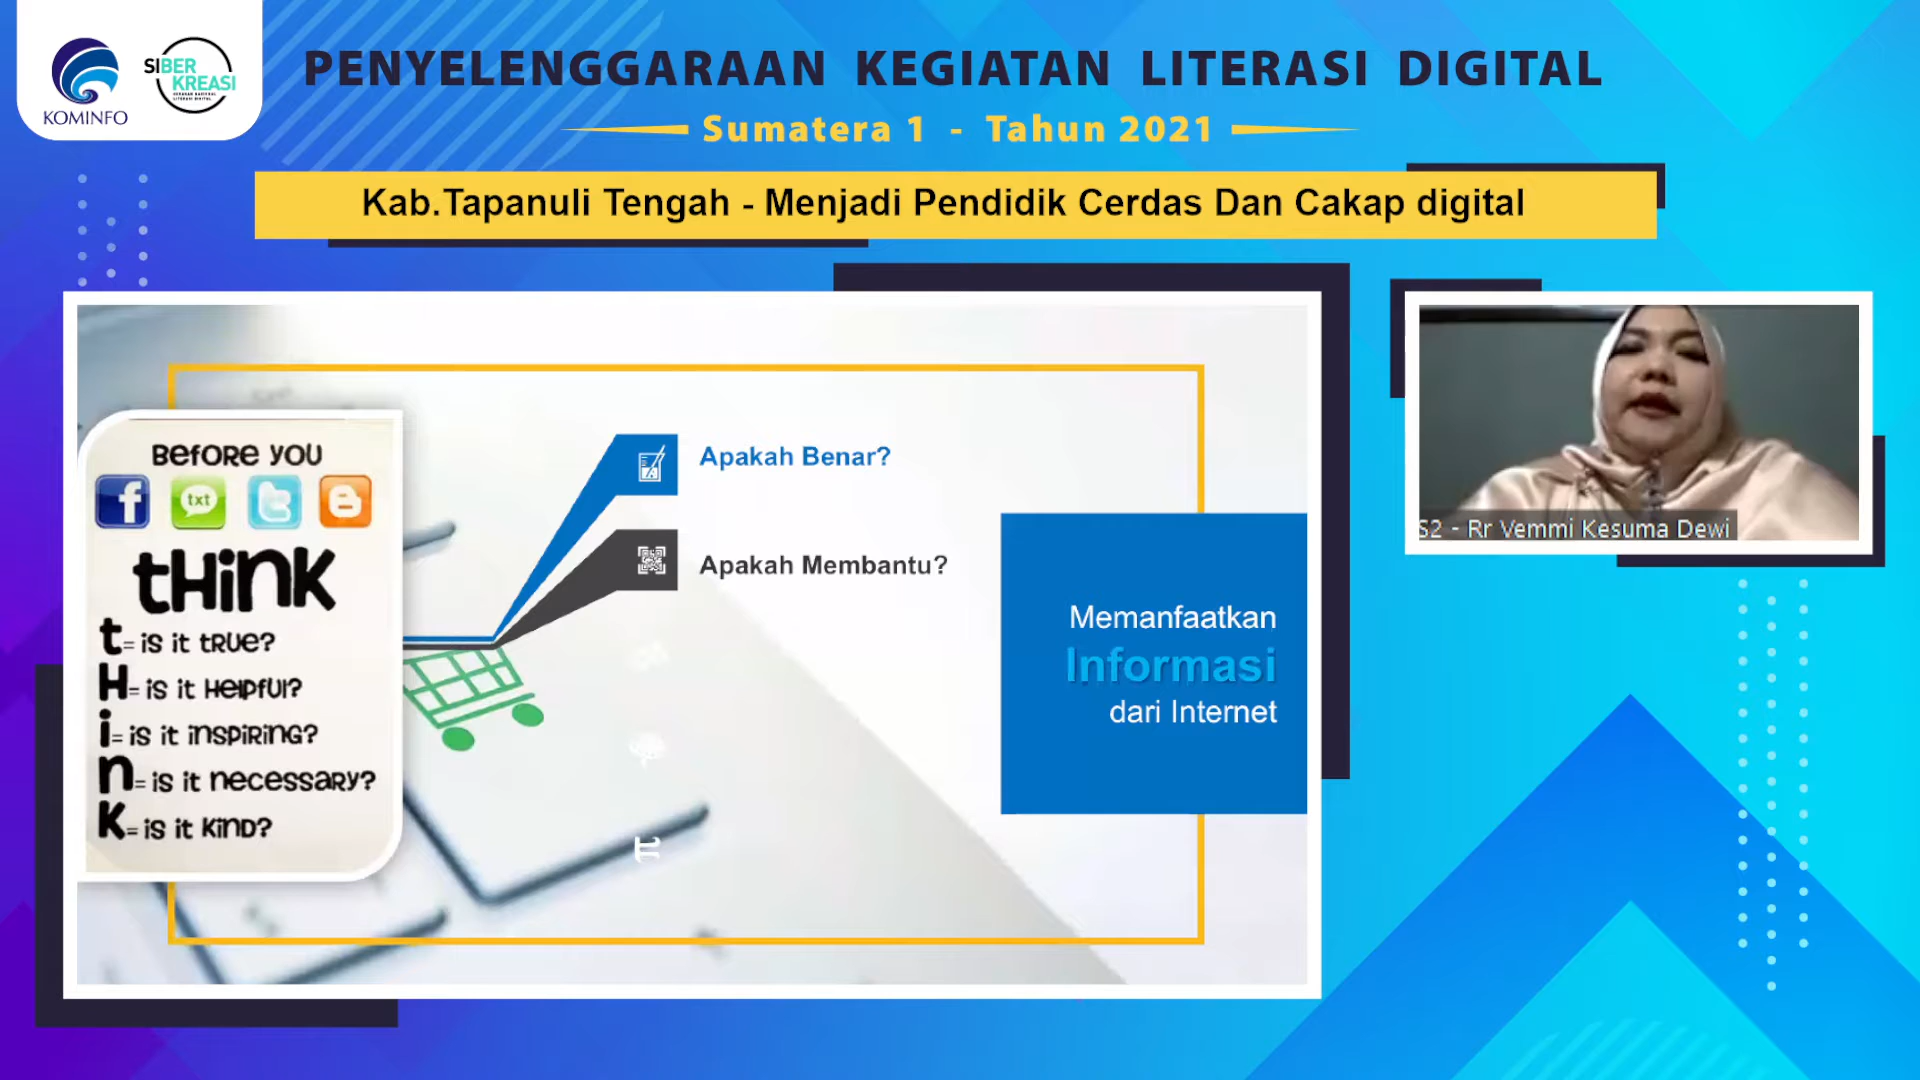 KOMINFO
SIBER
KREASI
PENYELENGGARAAN KEGIATAN LITERASI DIGITAL
Sumatera 1 - Tahun 2021
Kab.Tapanuli Tengah - Menjadi Pendidik Cerdas Dan Cakap digital
BEFORE YOU
f txt t B
tHiNK
t= is it tRUE?
H= is it HELPFUL?
i= is it iNSPIRING?
N= is it NECESSARY?
K= is it KIND?
Apakah Benar?
Apakah Membantu?
Memanfaatkan
Informasi
dari Internet
S2 - Rr Vemmi Kesuma Dewi